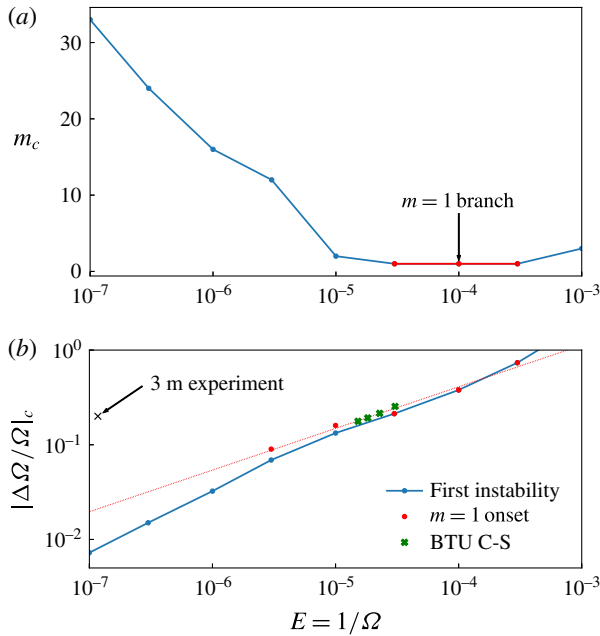 (a)
30
20
10
0
m_c
m = 1 branch
10⁻⁷ 10⁻⁶ 10⁻⁵ 10⁻⁴ 10⁻³
(b)
10⁰
10⁻¹
10⁻²
|ΔΩ/Ω|_c
3 m experiment
First instability
m = 1 onset
BTU C-S
10⁻⁷ 10⁻⁶ 10⁻⁵ 10⁻⁴ 10⁻³
E = 1/Ω